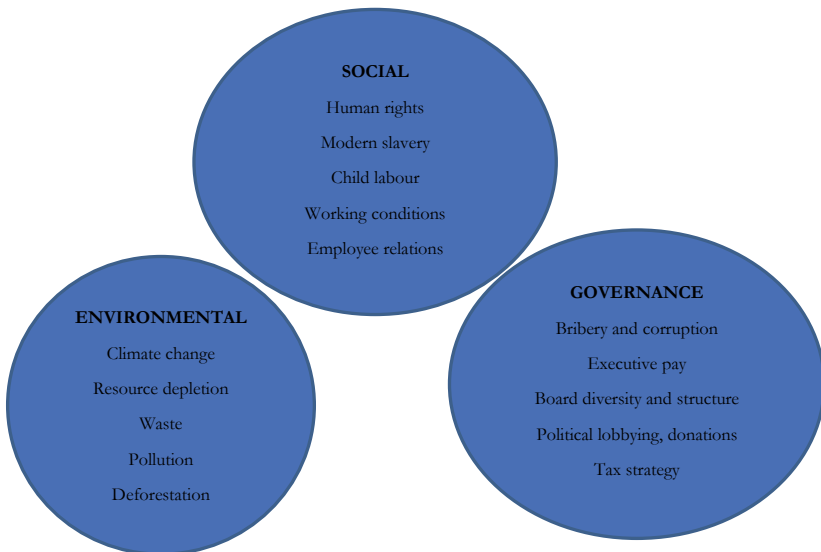 SOCIAL
Human rights
Modern slavery
Child labour
Working conditions
Employee relations
ENVIRONMENTAL
Climate change
Resource depletion
Waste
Pollution
Deforestation
GOVERNANCE
Bribery and corruption
Executive pay
Board diversity and structure
Political lobbying, donations
Tax strategy